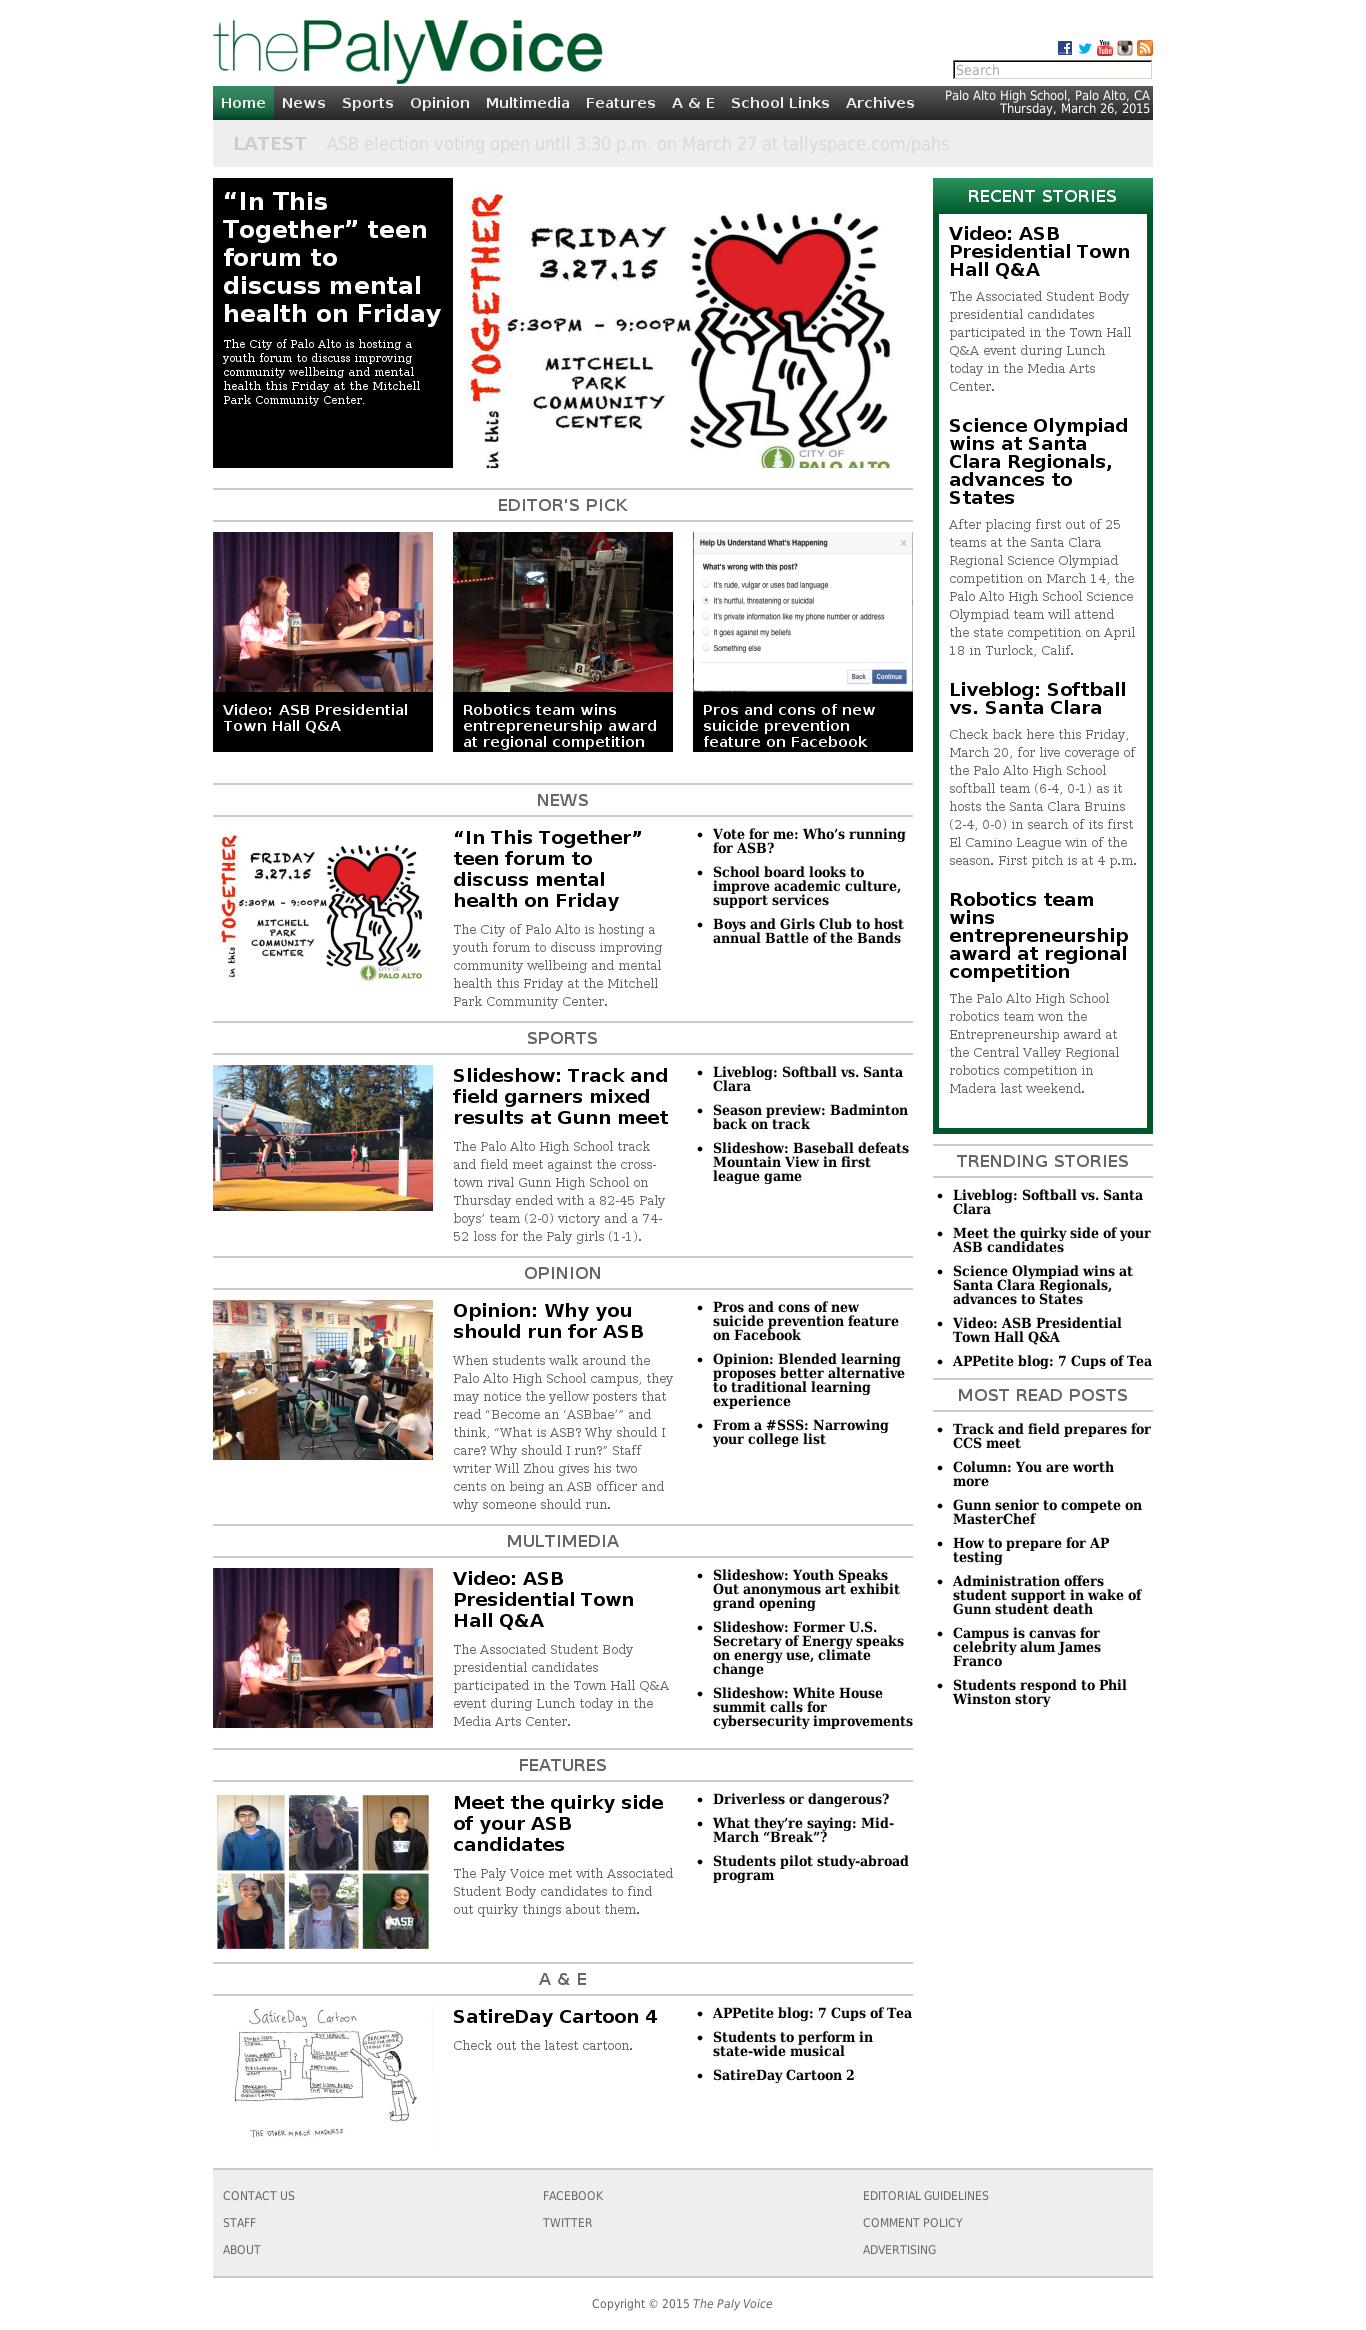 thePalyVoice
Search
Home News Sports Opinion Multimedia Features A & E School Links Archives
Palo Alto High School, Palo Alto, CA
Thursday, March 26, 2015
LATEST ASB election voting open until 3:30 p.m. on March 27 at tallyspace.com/pahs
“In This
Together” teen
forum to
discuss mental
health on Friday
The City of Palo Alto is hosting a
youth forum to discuss improving
community wellbeing and mental
health this Friday at the Mitchell
Park Community Center.
in this TOGETHER
FRIDAY
3.27.15
5:30PM - 9:00PM
MITCHELL
PARK
COMMUNITY
CENTER
CITY OF
PALO ALTO
EDITOR'S PICK
Video: ASB Presidential
Town Hall Q&A
Robotics team wins
entrepreneurship award
at regional competition
Help Us Understand What's Happening
What's wrong with this post?
It's rude, vulgar or uses bad language
It's hurtful, threatening or suicidal
It's private information like my phone number or address
It goes against my beliefs
Something else
Back Continue
Pros and cons of new
suicide prevention
feature on Facebook
NEWS
in this TOGETHER
FRIDAY
3.27.15
5:30PM - 9:00PM
MITCHELL
PARK
COMMUNITY
CENTER
CITY OF
PALO ALTO
“In This Together”
teen forum to
discuss mental
health on Friday
The City of Palo Alto is hosting a
youth forum to discuss improving
community wellbeing and mental
health this Friday at the Mitchell
Park Community Center.
Vote for me: Who’s running
for ASB?
School board looks to
improve academic culture,
support services
Boys and Girls Club to host
annual Battle of the Bands
SPORTS
Slideshow: Track and
field garners mixed
results at Gunn meet
The Palo Alto High School track
and field meet against the cross-
town rival Gunn High School on
Thursday ended with a 82-45 Paly
boys’ team (2-0) victory and a 74-
52 loss for the Paly girls (1-1).
Liveblog: Softball vs. Santa
Clara
Season preview: Badminton
back on track
Slideshow: Baseball defeats
Mountain View in first
league game
OPINION
Opinion: Why you
should run for ASB
When students walk around the
Palo Alto High School campus, they
may notice the yellow posters that
read “Become an ‘ASBbae’” and
think, “What is ASB? Why should I
care? Why should I run?” Staff
writer Will Zhou gives his two
cents on being an ASB officer and
why someone should run.
Pros and cons of new
suicide prevention feature
on Facebook
Opinion: Blended learning
proposes better alternative
to traditional learning
experience
From a #SSS: Narrowing
your college list
MULTIMEDIA
Video: ASB
Presidential Town
Hall Q&A
The Associated Student Body
presidential candidates
participated in the Town Hall Q&A
event during Lunch today in the
Media Arts Center.
Slideshow: Youth Speaks
Out anonymous art exhibit
grand opening
Slideshow: Former U.S.
Secretary of Energy speaks
on energy use, climate
change
Slideshow: White House
summit calls for
cybersecurity improvements
FEATURES
ASB
Meet the quirky side
of your ASB
candidates
The Paly Voice met with Associated
Student Body candidates to find
out quirky things about them.
Driverless or dangerous?
What they’re saying: Mid-
March “Break”?
Students pilot study-abroad
program
A & E
SatireDay Cartoon
THE OTHER MARCH MADNESS
SatireDay Cartoon 4
Check out the latest cartoon.
APPetite blog: 7 Cups of Tea
Students to perform in
state-wide musical
SatireDay Cartoon 2
RECENT STORIES
Video: ASB
Presidential Town
Hall Q&A
The Associated Student Body
presidential candidates
participated in the Town Hall
Q&A event during Lunch
today in the Media Arts
Center.
Science Olympiad
wins at Santa
Clara Regionals,
advances to
States
After placing first out of 25
teams at the Santa Clara
Regional Science Olympiad
competition on March 14, the
Palo Alto High School Science
Olympiad team will attend
the state competition on April
18 in Turlock, Calif.
Liveblog: Softball
vs. Santa Clara
Check back here this Friday,
March 20, for live coverage of
the Palo Alto High School
softball team (6-4, 0-1) as it
hosts the Santa Clara Bruins
(2-4, 0-0) in search of its first
El Camino League win of the
season. First pitch is at 4 p.m.
Robotics team
wins
entrepreneurship
award at regional
competition
The Palo Alto High School
robotics team won the
Entrepreneurship award at
the Central Valley Regional
robotics competition in
Madera last weekend.
TRENDING STORIES
Liveblog: Softball vs. Santa
Clara
Meet the quirky side of your
ASB candidates
Science Olympiad wins at
Santa Clara Regionals,
advances to States
Video: ASB Presidential
Town Hall Q&A
APPetite blog: 7 Cups of Tea
MOST READ POSTS
Track and field prepares for
CCS meet
Column: You are worth
more
Gunn senior to compete on
MasterChef
How to prepare for AP
testing
Administration offers
student support in wake of
Gunn student death
Campus is canvas for
celebrity alum James
Franco
Students respond to Phil
Winston story
CONTACT US FACEBOOK EDITORIAL GUIDELINES
STAFF TWITTER COMMENT POLICY
ABOUT ADVERTISING
Copyright © 2015 The Paly Voice